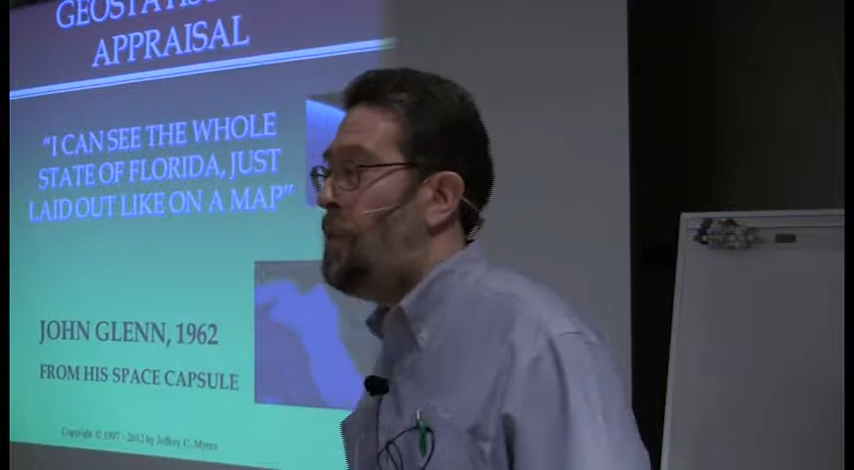 APPRAISAL
"I CAN SEE THE WHOLE
STATE OF FLORIDA, JUST
LAID OUT LIKE ON A MAP"
JOHN GLENN, 1962
FROM HIS SPACE CAPSULE
Copyright © 1997 - 2012 by Jeffrey C. Myers